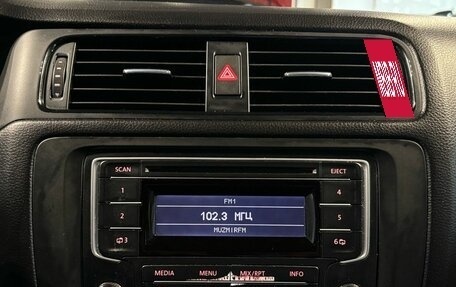 SCAN
EJECT
1
4
FM1
2
102.3 МГЦ
5
MUZMIRFM
3
6
MEDIA MENU MIX/RPT INFO